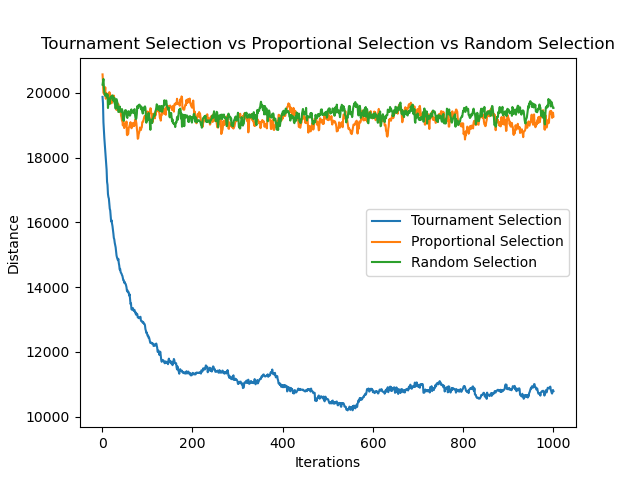 Tournament Selection vs Proportional Selection vs Random Selection
20000
18000
16000
14000
12000
10000
Distance
Tournament Selection
Proportional Selection
Random Selection
0 200 400 600 800 1000
Iterations